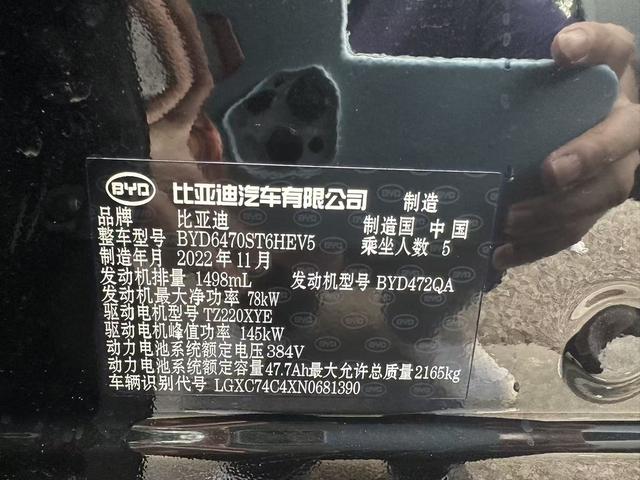 BYD 比亚迪汽车有限公司 制造
品牌 比亚迪 制造国 中国
整车型号 BYD6470ST6HEV5 乘坐人数 5
制造年月 2022年11月
发动机排量 1498mL 发动机型号 BYD472QA
发动机最大净功率 78kW
驱动电机型号 TZ220XYE
驱动电机峰值功率 145kW
动力电池系统额定电压 384V
动力电池系统额定容量 47.7Ah 最大允许总质量 2165kg
车辆识别代号 LGXC74C4XN0681390